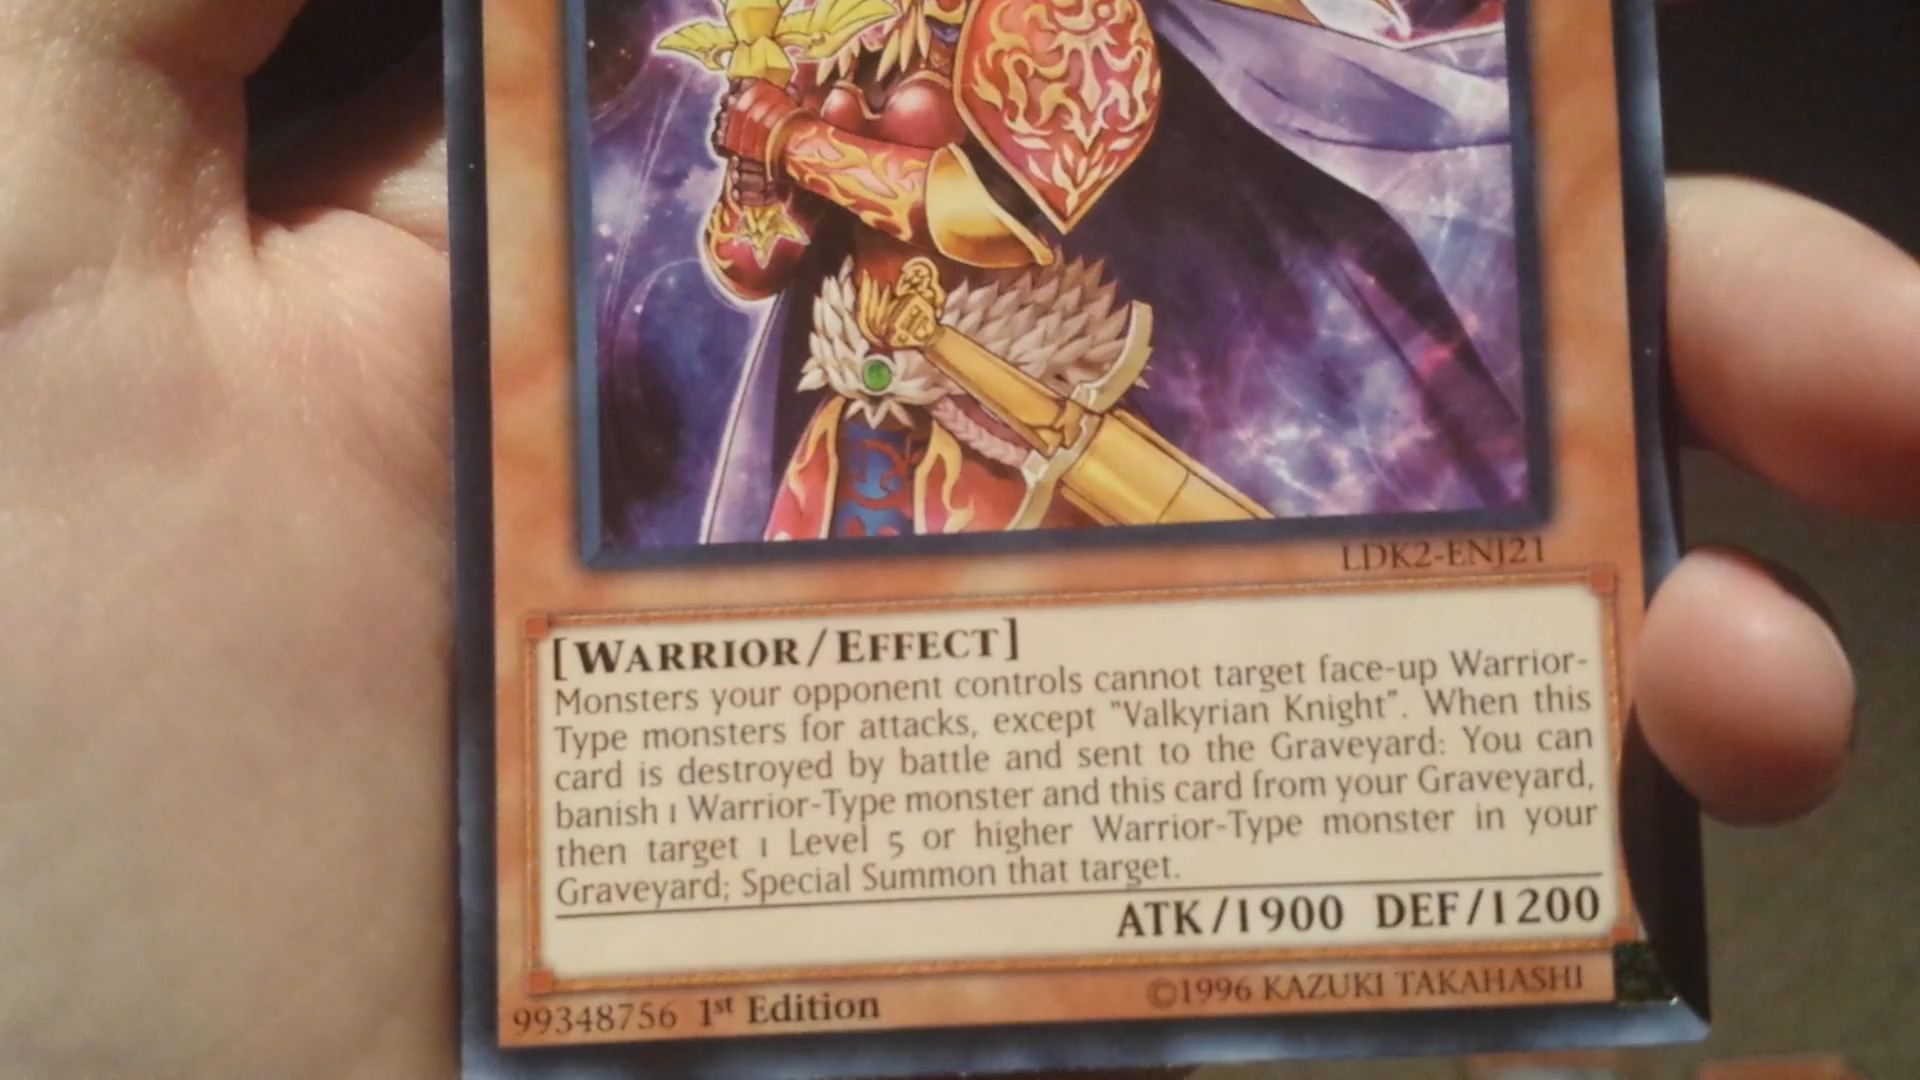 LDK2-ENJ21
[WARRIOR/EFFECT]
Monsters your opponent controls cannot target face-up Warrior-
Type monsters for attacks, except "Valkyrian Knight". When this
card is destroyed by battle and sent to the Graveyard: You can
banish 1 Warrior-Type monster and this card from your Graveyard,
then target 1 Level 5 or higher Warrior-Type monster in your
Graveyard; Special Summon that target.
ATK/1900 DEF/1200
99348756 1st Edition ©1996 KAZUKI TAKAHASHI